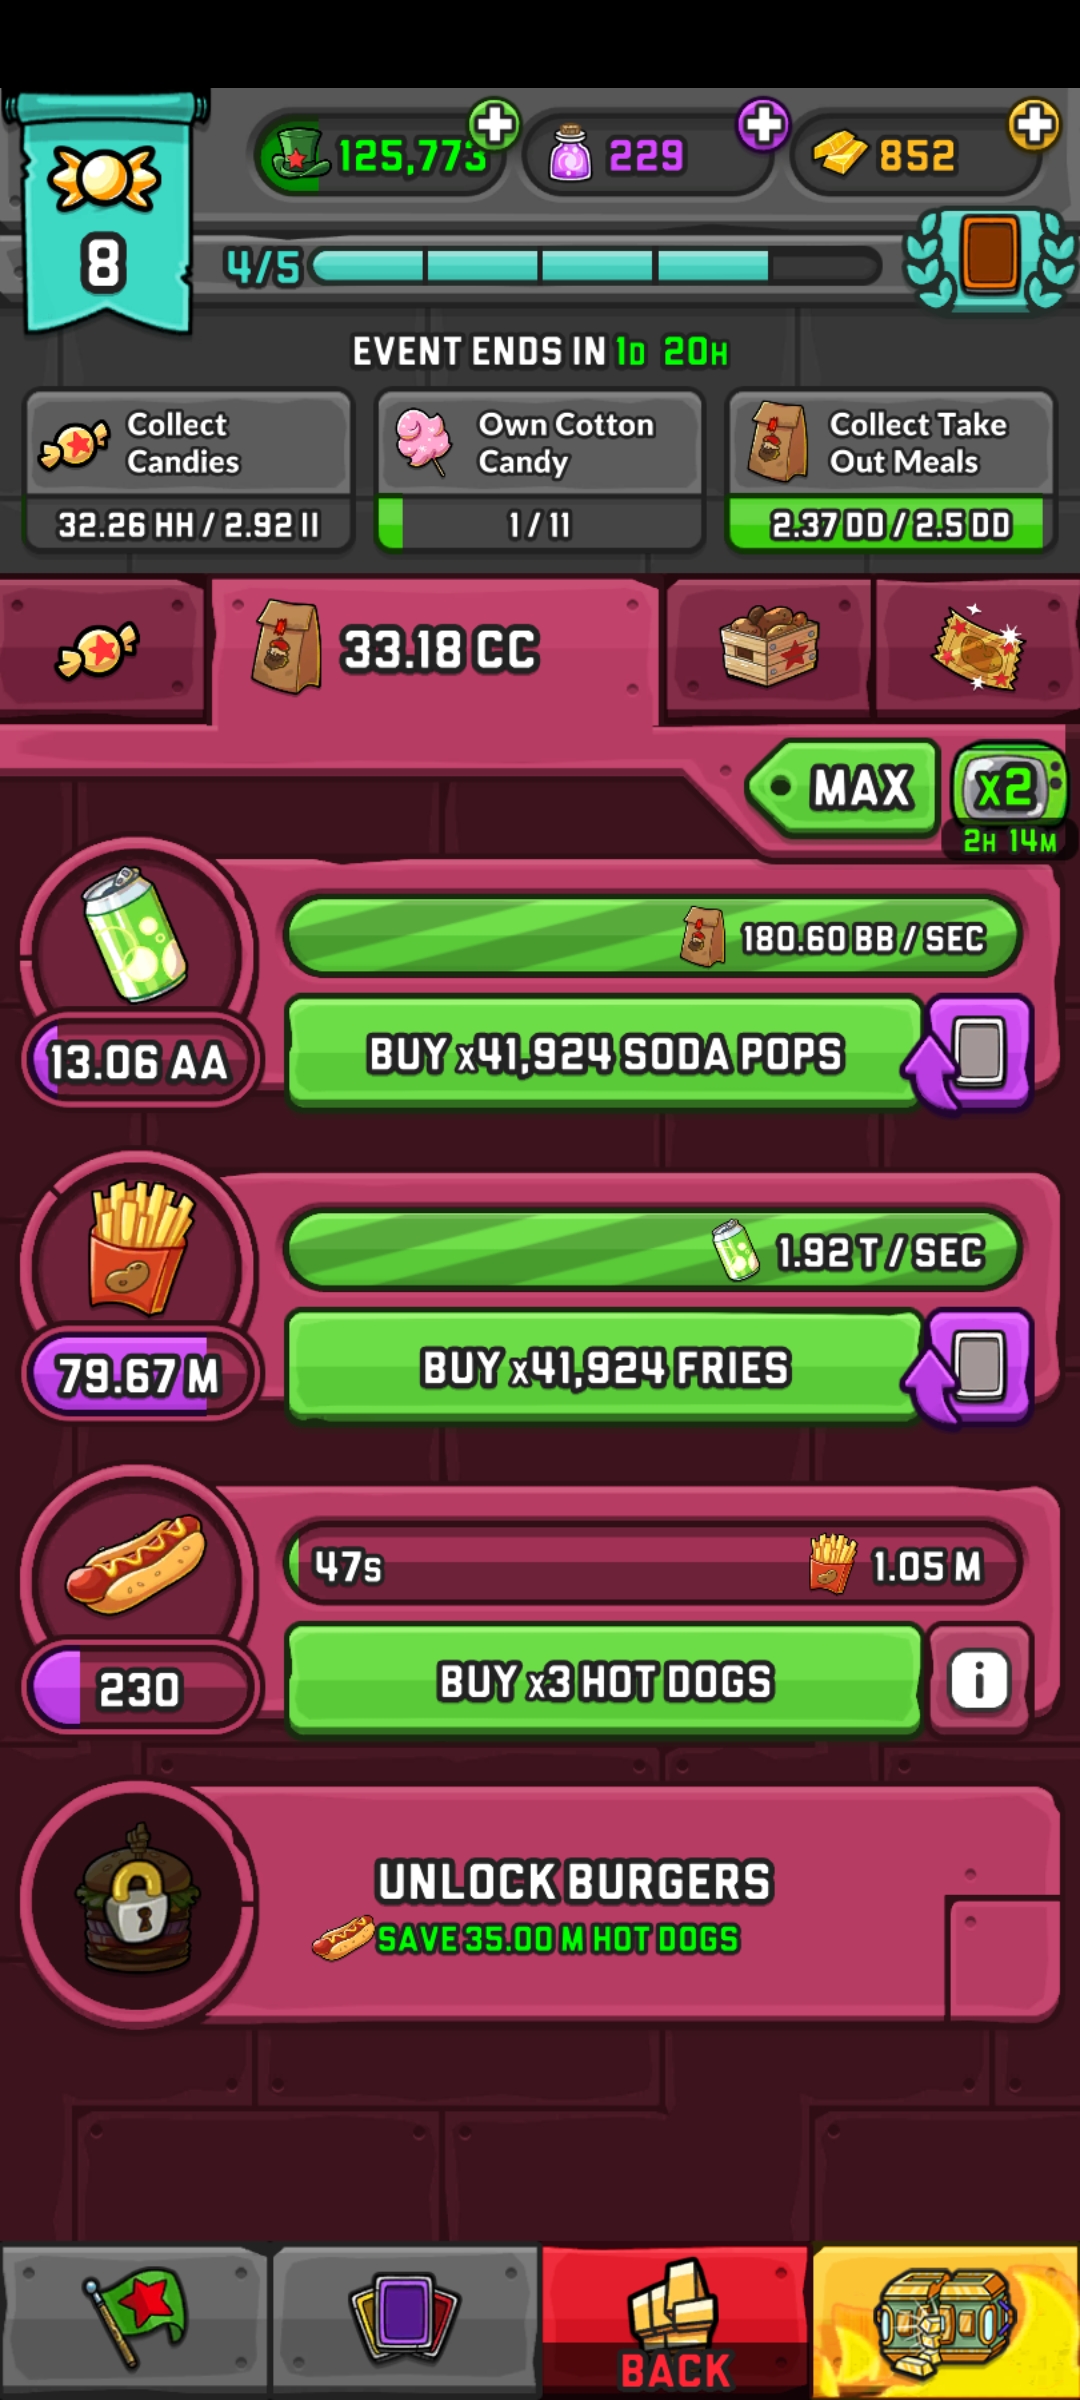 125,773
229
852
8
4/5
EVENT ENDS IN 1D 20H
Collect
Candies
32.26 HH / 2.92 II
Own Cotton
Candy
1 / 11
Collect Take
Out Meals
2.37 DD / 2.5 DD
33.18 CC
MAX
x2
2H 14M
180.60 BB / SEC
13.06 AA
BUY x41,924 SODA POPS
1.92 T / SEC
79.67 M
BUY x41,924 FRIES
47s
1.05 M
230
BUY x3 HOT DOGS
i
UNLOCK BURGERS
SAVE 35.00 M HOT DOGS
BACK